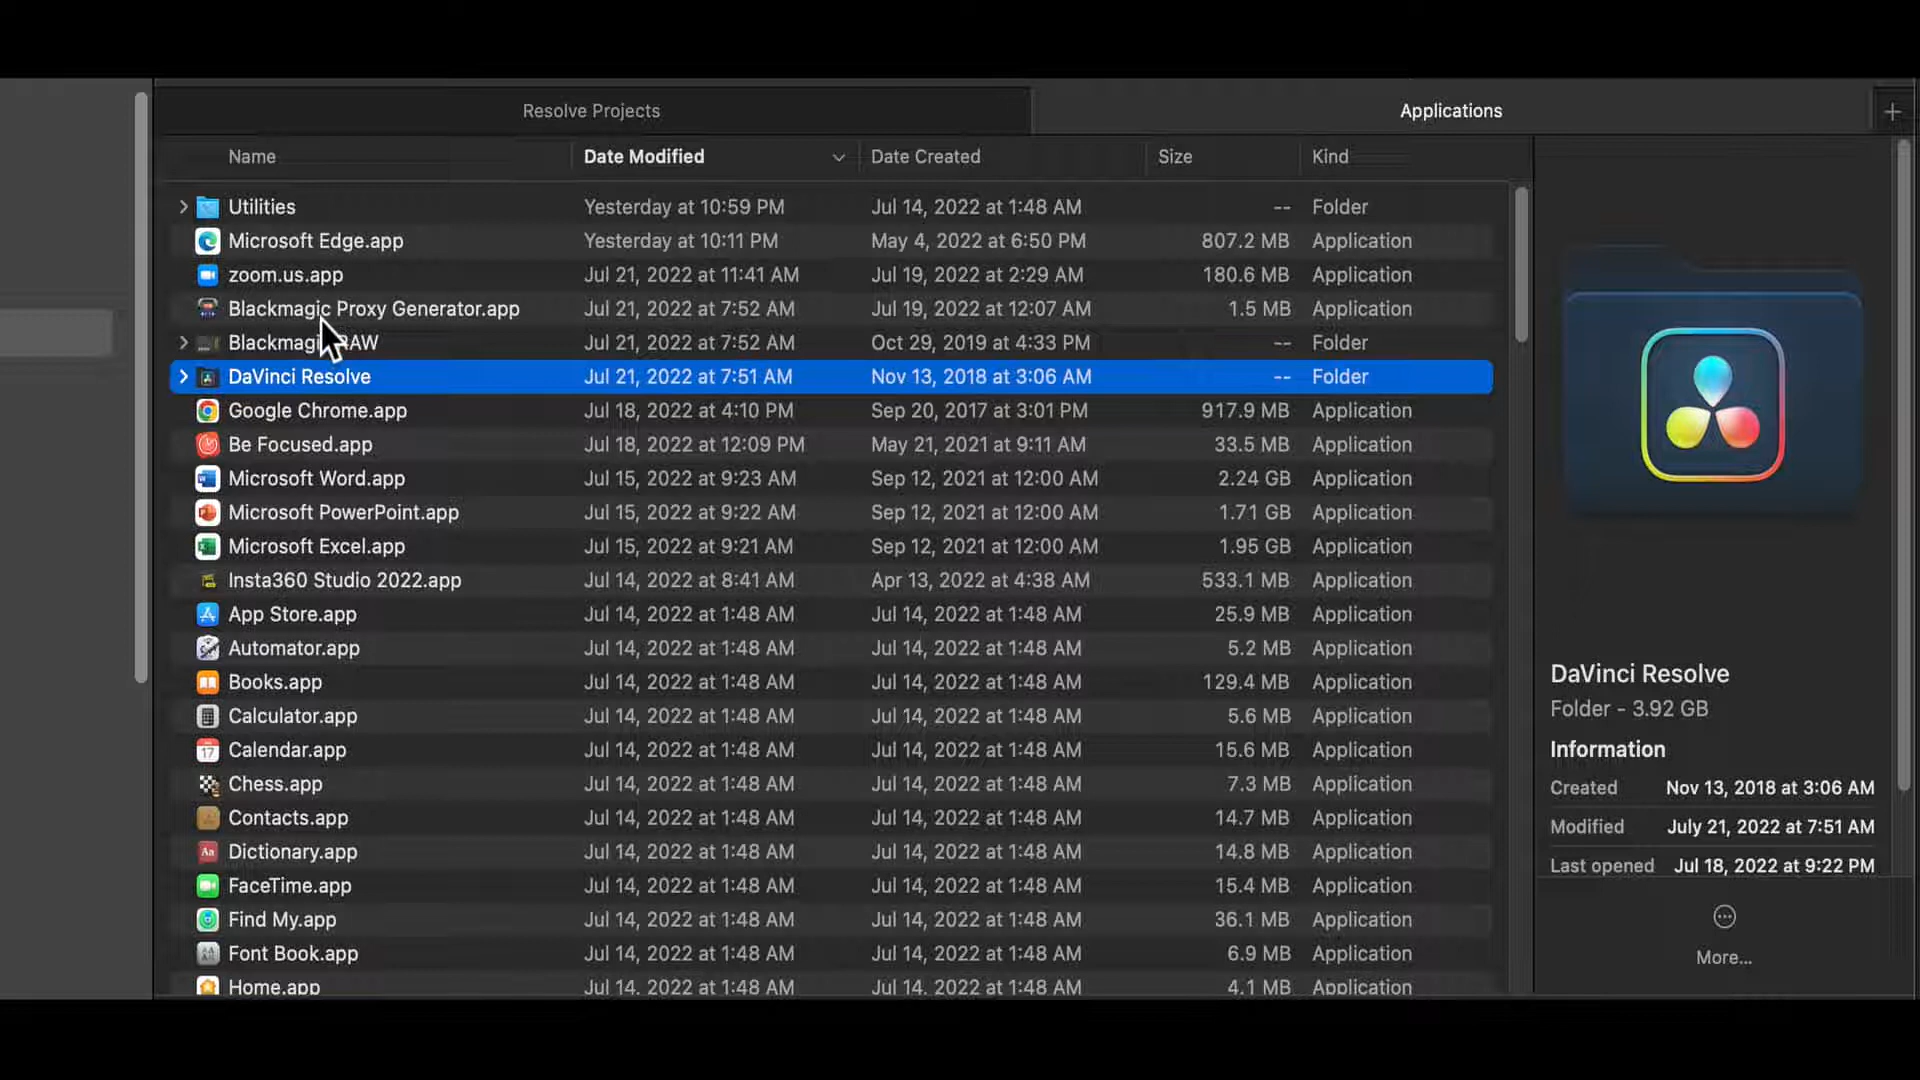 Resolve Projects Applications
Name Date Modified Date Created Size Kind
Utilities Yesterday at 10:59 PM Jul 14, 2022 at 1:48 AM -- Folder
Microsoft Edge.app Yesterday at 10:11 PM May 4, 2022 at 6:50 PM 807.2 MB Application
zoom.us.app Jul 21, 2022 at 11:41 AM Jul 19, 2022 at 2:29 AM 180.6 MB Application
Blackmagic Proxy Generator.app Jul 21, 2022 at 7:52 AM Jul 19, 2022 at 12:07 AM 1.5 MB Application
Blackmagic RAW Jul 21, 2022 at 7:52 AM Oct 29, 2019 at 4:33 PM -- Folder
DaVinci Resolve Jul 21, 2022 at 7:51 AM Nov 13, 2018 at 3:06 AM -- Folder
Google Chrome.app Jul 18, 2022 at 4:10 PM Sep 20, 2017 at 3:01 PM 917.9 MB Application
Be Focused.app Jul 18, 2022 at 12:09 PM May 21, 2021 at 9:11 AM 33.5 MB Application
Microsoft Word.app Jul 15, 2022 at 9:23 AM Sep 12, 2021 at 12:00 AM 2.24 GB Application
Microsoft PowerPoint.app Jul 15, 2022 at 9:22 AM Sep 12, 2021 at 12:00 AM 1.71 GB Application
Microsoft Excel.app Jul 15, 2022 at 9:21 AM Sep 12, 2021 at 12:00 AM 1.95 GB Application
Insta360 Studio 2022.app Jul 14, 2022 at 8:41 AM Apr 13, 2022 at 4:38 AM 533.1 MB Application
App Store.app Jul 14, 2022 at 1:48 AM Jul 14, 2022 at 1:48 AM 25.9 MB Application
Automator.app Jul 14, 2022 at 1:48 AM Jul 14, 2022 at 1:48 AM 5.2 MB Application
Books.app Jul 14, 2022 at 1:48 AM Jul 14, 2022 at 1:48 AM 129.4 MB Application
Calculator.app Jul 14, 2022 at 1:48 AM Jul 14, 2022 at 1:48 AM 5.6 MB Application
Calendar.app Jul 14, 2022 at 1:48 AM Jul 14, 2022 at 1:48 AM 15.6 MB Application
Chess.app Jul 14, 2022 at 1:48 AM Jul 14, 2022 at 1:48 AM 7.3 MB Application
Contacts.app Jul 14, 2022 at 1:48 AM Jul 14, 2022 at 1:48 AM 14.7 MB Application
Dictionary.app Jul 14, 2022 at 1:48 AM Jul 14, 2022 at 1:48 AM 14.8 MB Application
FaceTime.app Jul 14, 2022 at 1:48 AM Jul 14, 2022 at 1:48 AM 15.4 MB Application
Find My.app Jul 14, 2022 at 1:48 AM Jul 14, 2022 at 1:48 AM 36.1 MB Application
Font Book.app Jul 14, 2022 at 1:48 AM Jul 14, 2022 at 1:48 AM 6.9 MB Application
Home.app Jul 14, 2022 at 1:48 AM Jul 14, 2022 at 1:48 AM 4.1 MB Application
DaVinci Resolve
Folder - 3.92 GB
Information
Created Nov 13, 2018 at 3:06 AM
Modified July 21, 2022 at 7:51 AM
Last opened Jul 18, 2022 at 9:22 PM
More...